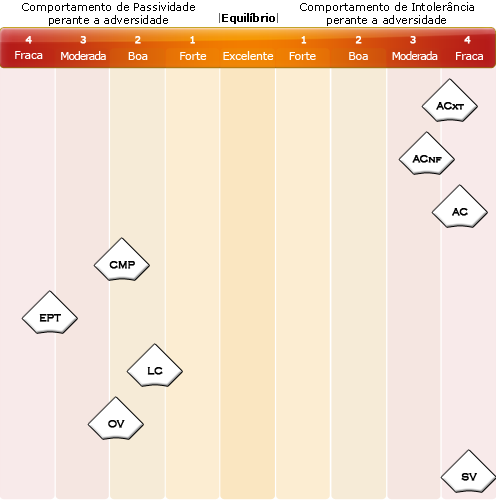 Comportamento de Passividade
perante a adversidade
|Equilíbrio|
Comportamento de Intolerância
perante a adversidade
4 3 2 1 1 2 3 4
Fraca Moderada Boa Forte Excelente Forte Boa Moderada Fraca
ACXT
ACNF
AC
CMP
EPT
LC
OV
SV